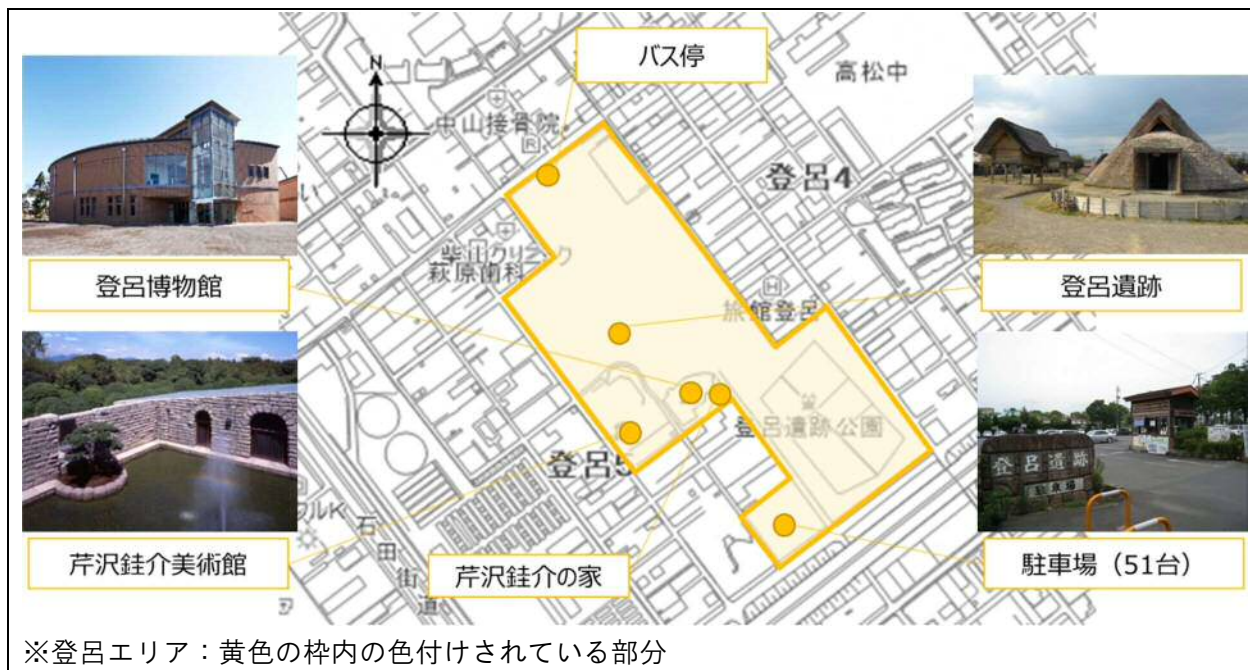 バス停
高松中
N
中山接骨院
R
登呂4
柴山クリニック
萩原歯科
登呂博物館
登呂遺跡
H
旅館登呂
登呂遺跡公園
登呂遺跡
駐車場
登呂5
ルK
石田街道
芹沢銈介美術館
芹沢銈介の家
駐車場（51台）
※登呂エリア：黄色の枠内の色付けされている部分